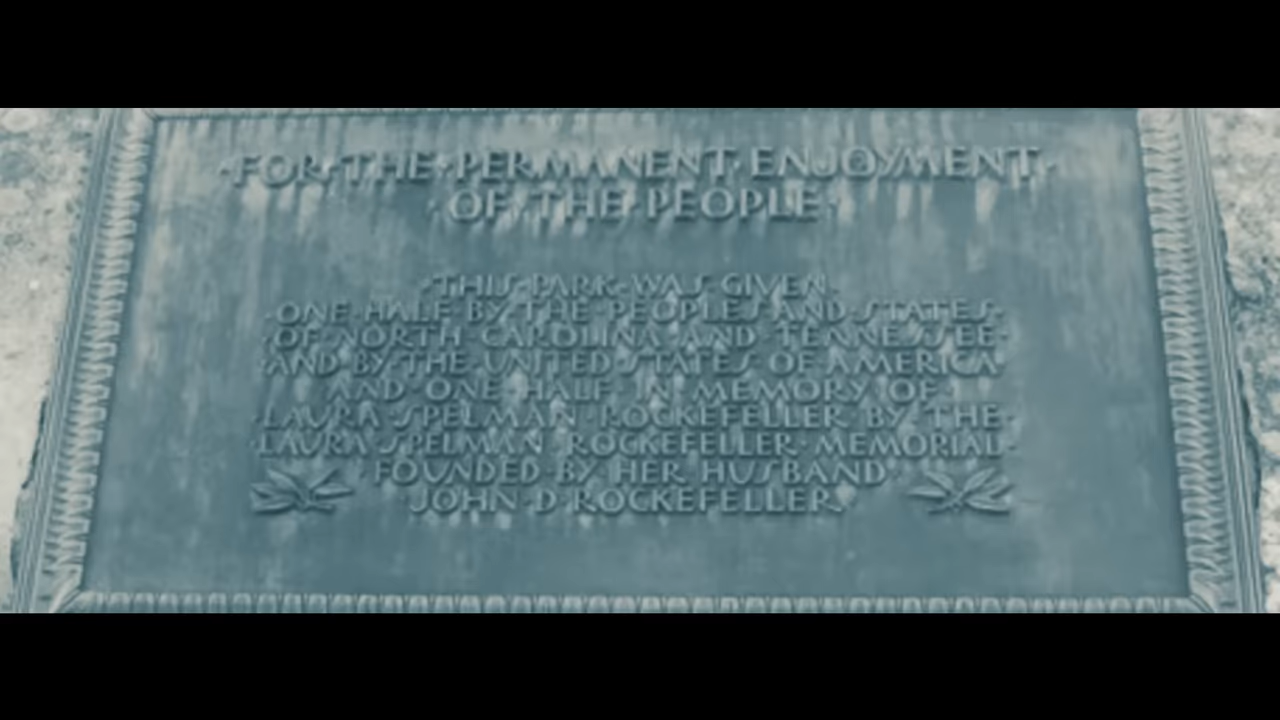 ·FOR·THE·PERMANENT·ENJOYMENT·
·OF·THE·PEOPLE·
·THIS·PARK·WAS·GIVEN·
·ONE·HALF·BY·THE·PEOPLES·AND·STATES·
·OF·NORTH·CAROLINA·AND·TENNESSEE·
·AND·BY·THE·UNITED·STATES·OF·AMERICA·
·AND·ONE·HALF·IN·MEMORY·OF·
·LAURA·SPELMAN·ROCKEFELLER·BY·THE·
·LAURA·SPELMAN·ROCKEFELLER·MEMORIAL·
·FOUNDED·BY·HER·HUSBAND·
·JOHN·D·ROCKEFELLER·